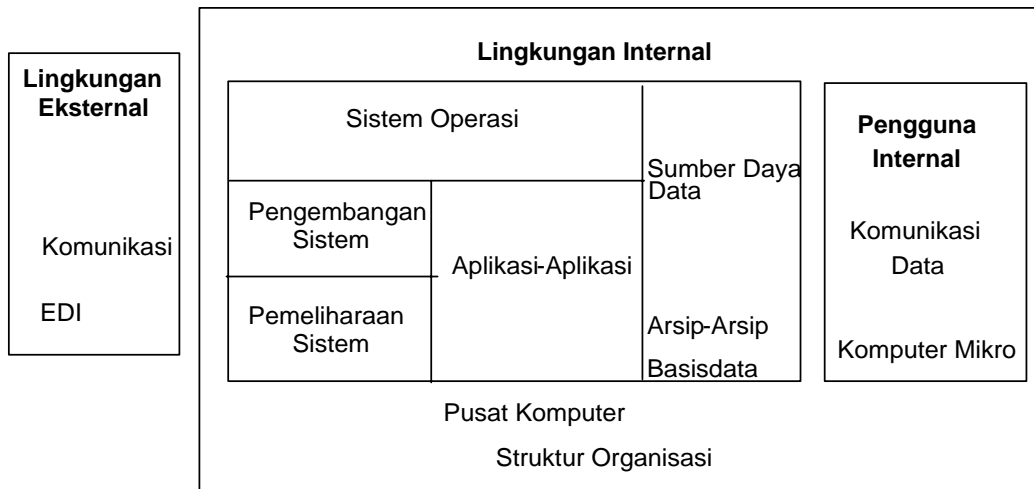 Lingkungan
Eksternal
Komunikasi
EDI
Lingkungan Internal
Sistem Operasi
Pengembangan
Sistem
Pemeliharaan
Sistem
Aplikasi-Aplikasi
Sumber Daya
Data
Arsip-Arsip
Basisdata
Pengguna
Internal
Komunikasi
Data
Komputer Mikro
Pusat Komputer
Struktur Organisasi